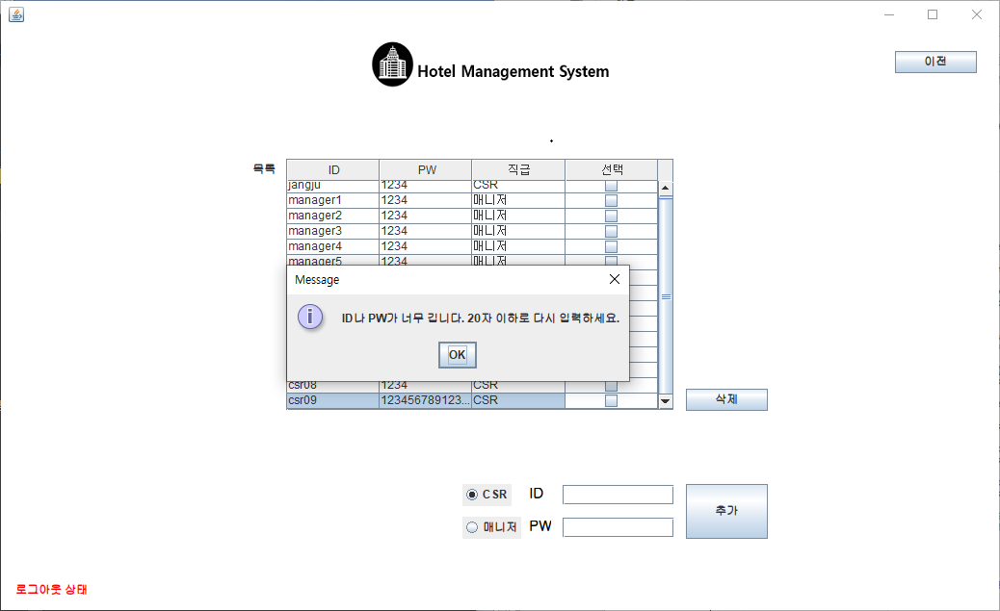 Hotel Management System
이전
목록
ID PW 직급 선택
jangju 1234 CSR
manager1 1234 매니저
manager2 1234 매니저
manager3 1234 매니저
manager4 1234 매니저
manager5 1234 매니저
Message
ID나 PW가 너무 깁니다. 20자 이하로 다시 입력하세요.
OK
csr08 1234 CSR
csr09 123456789123... CSR
삭제
CSR ID
매니저 PW
추가
로그아웃 상태